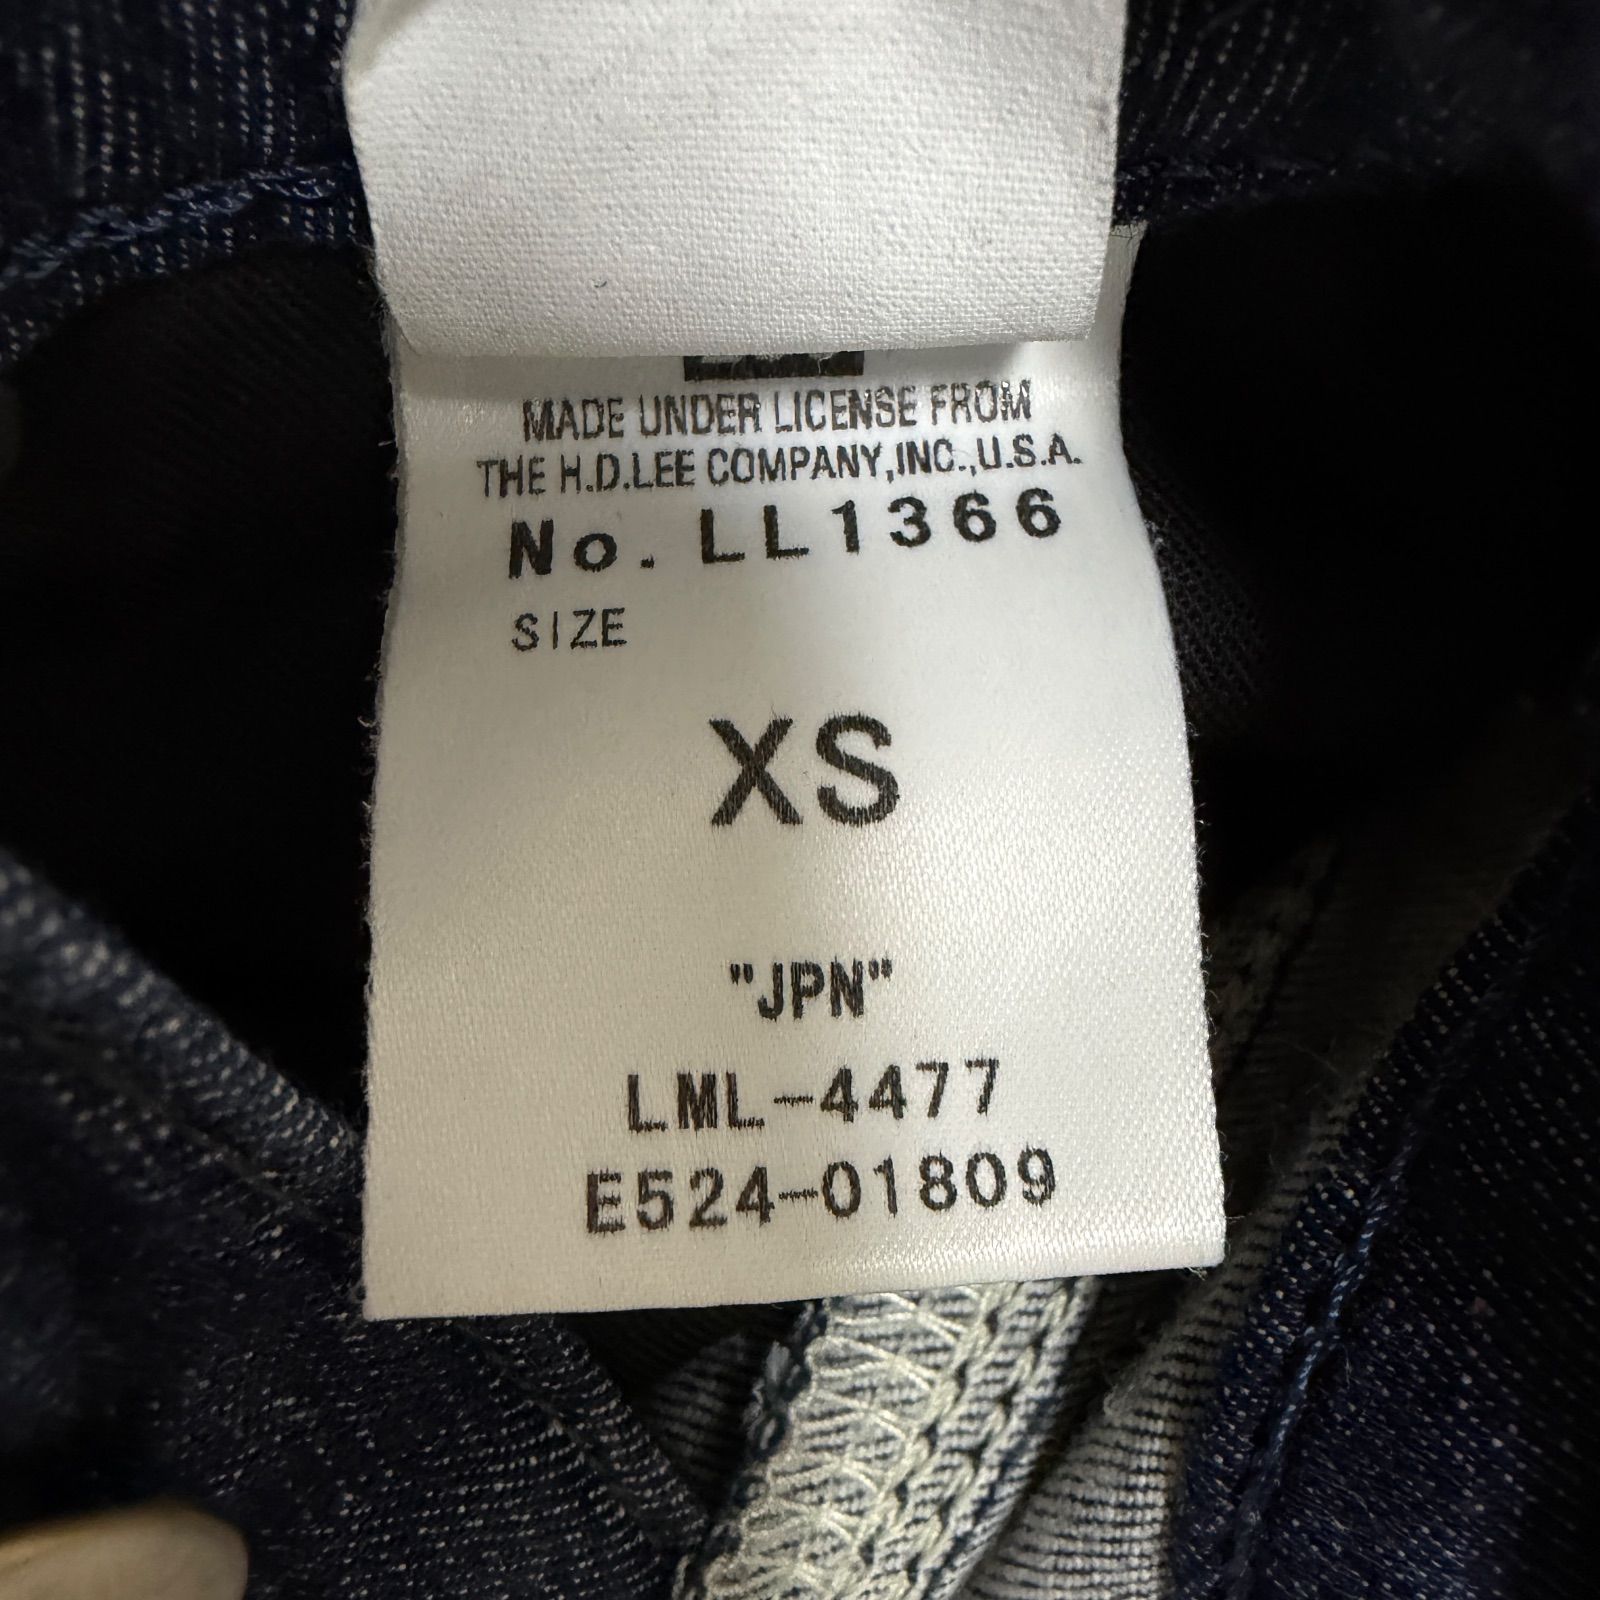 MADE UNDER LICENSE FROM
THE H.D.LEE COMPANY,INC.,U.S.A.
No. LL1366
SIZE
XS
"JPN"
LML-4477
E524-01809